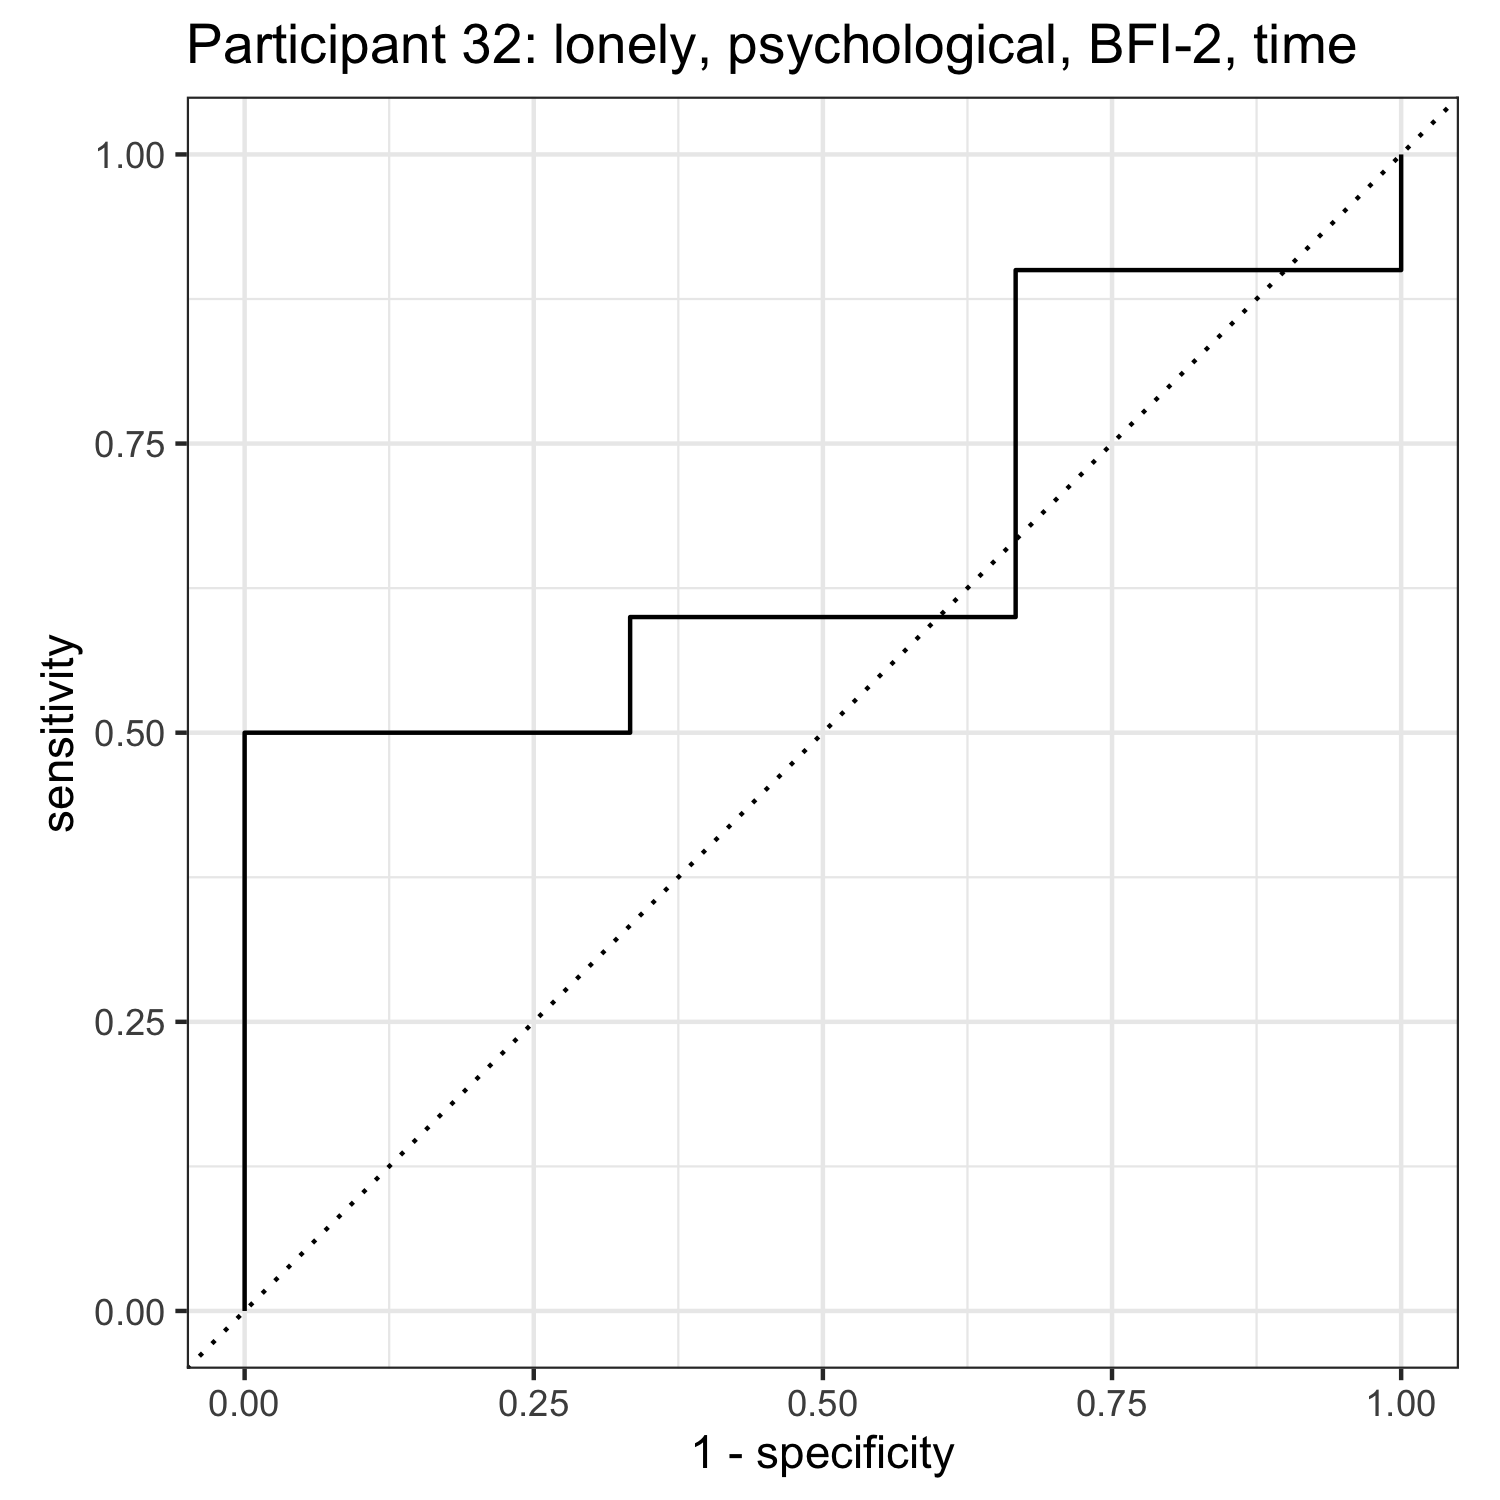 Participant 32: lonely, psychological, BFI-2, time
1.00
0.75
0.50
0.25
0.00
sensitivity
0.00 0.25 0.50 0.75 1.00
1 - specificity